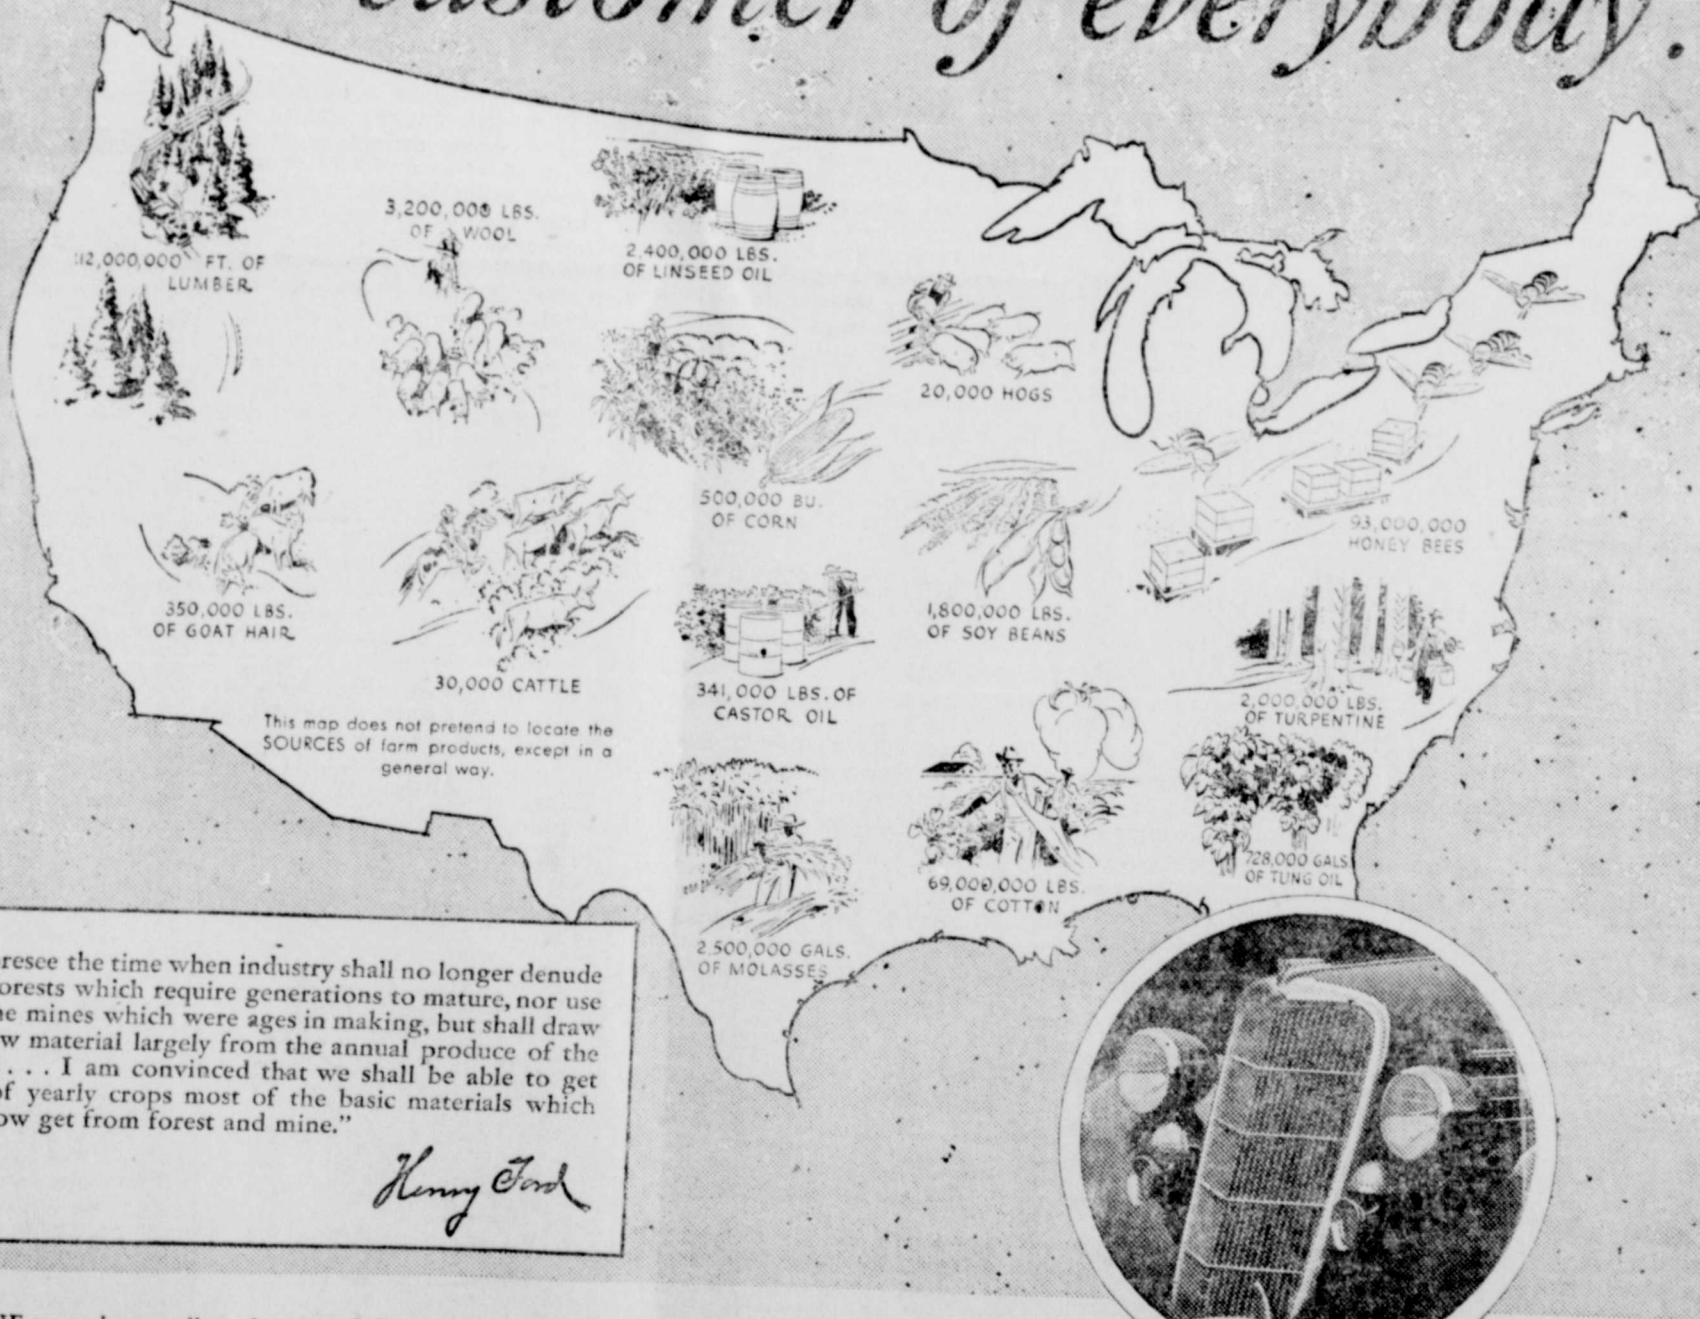 customer of everybody.
112,000,000 FT. OF
LUMBER
3,200,000 LBS.
OF WOOL
2,400,000 LBS.
OF LINSEED OIL
20,000 HOGS
500,000 BU.
OF CORN
93,000,000
HONEY BEES
350,000 LBS.
OF GOAT HAIR
30,000 CATTLE
341,000 LBS. OF
CASTOR OIL
1,800,000 LBS.
OF SOY BEANS
2,000,000 LBS.
OF TURPENTINE
This map does not pretend to locate the
SOURCES of farm products, except in a
general way.
69,000,000 LBS.
OF COTTON
728,000 GALS
OF TUNG OIL
2,500,000 GALS.
OF MOLASSES
resee the time when industry shall no longer denude
orests which require generations to mature, nor use
e mines which were ages in making, but shall draw
w material largely from the annual produce of the
. . . . I am convinced that we shall be able to get
of yearly crops most of the basic materials which
ow get from forest and mine.”
Henry Ford